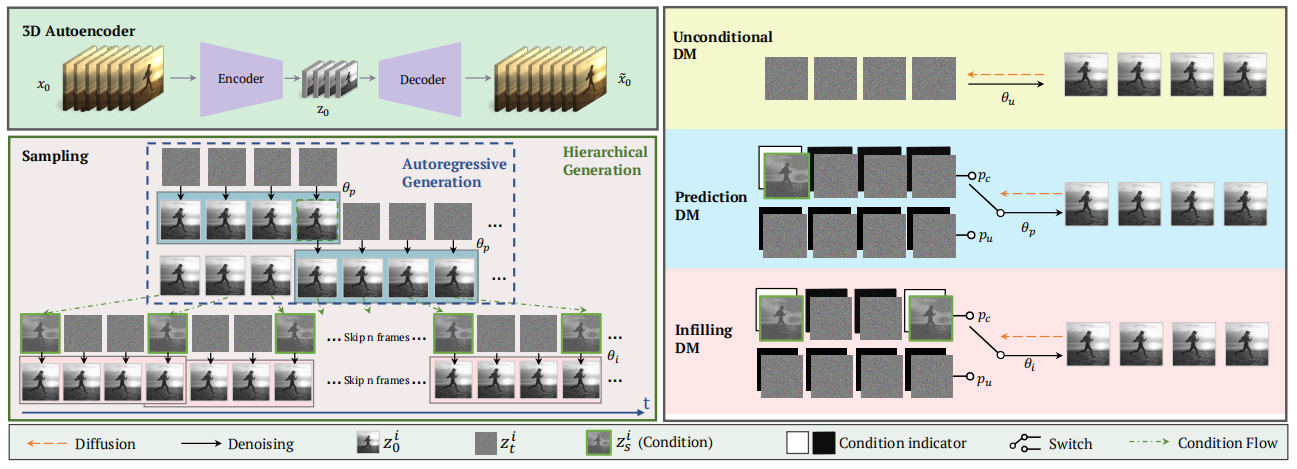 3D Autoencoder
x₀
Encoder
z₀
Decoder
x̃₀
Sampling
Autoregressive
Generation
Hierarchical
Generation
θₚ
...
θₚ
...
... Skip n frames ...
...
θᵢ
... Skip n frames ...
...
t
Unconditional
DM
θᵤ
Prediction
DM
p_c
θₚ
pᵤ
Infilling
DM
p_c
θᵢ
pᵤ
Diffusion
Denoising
z₀ⁱ
zₜⁱ
zₛⁱ (Condition)
Condition indicator
Switch
Condition Flow